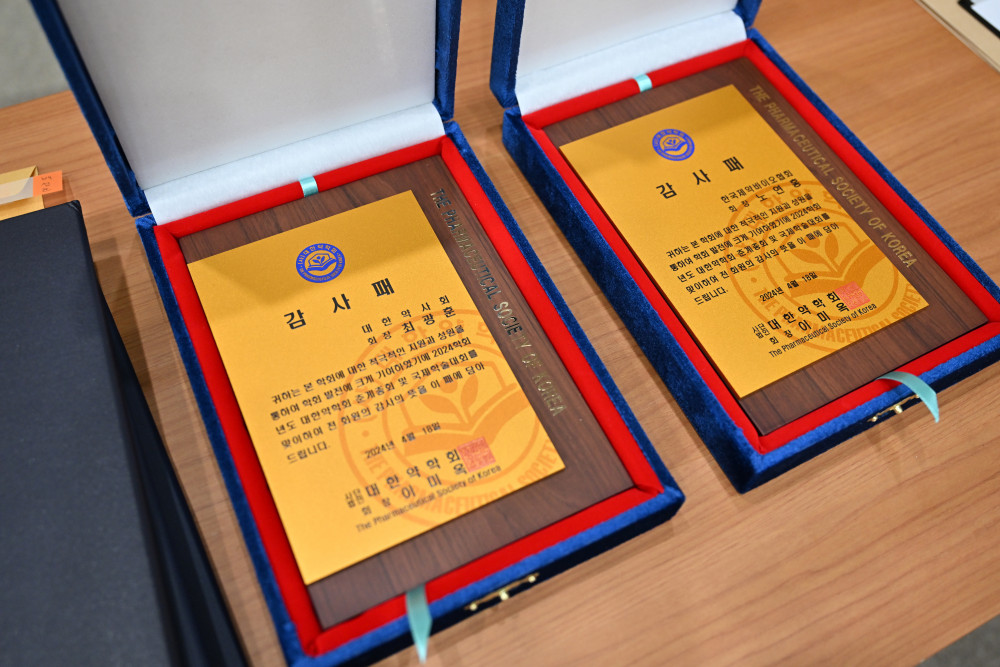 감 사 패
대 한 약 사 회
회 장 최 광 훈
귀하는 본 학회에 대한 적극적인 지원과 성원을
통하여 학회 발전에 크게 기여하였기에 2024학회
년도 대한약학회 춘계총회 및 국제학술대회를
맞이하여 전 회원의 감사의 뜻을 이 패에 담아
드립니다.
2024년 4월 18일
사단법인 대한약학회
회 장 이 미 옥
The Pharmaceutical Society of Korea
THE PHARMACEUTICAL SOCIETY OF KOREA
감 사 패
한국제약바이오협회
회 장 노 연 홍
귀하는 본 학회에 대한 적극적인 지원과 성원을
통하여 학회 발전에 크게 기여하였기에 2024학회
년도 대한약학회 춘계총회 및 국제학술대회를
맞이하여 전 회원의 감사의 뜻을 이 패에 담아
드립니다.
2024년 4월 18일
사단법인 대한약학회
회 장 이 미 옥
The Pharmaceutical Society of Korea
THE PHARMACEUTICAL SOCIETY OF KOREA